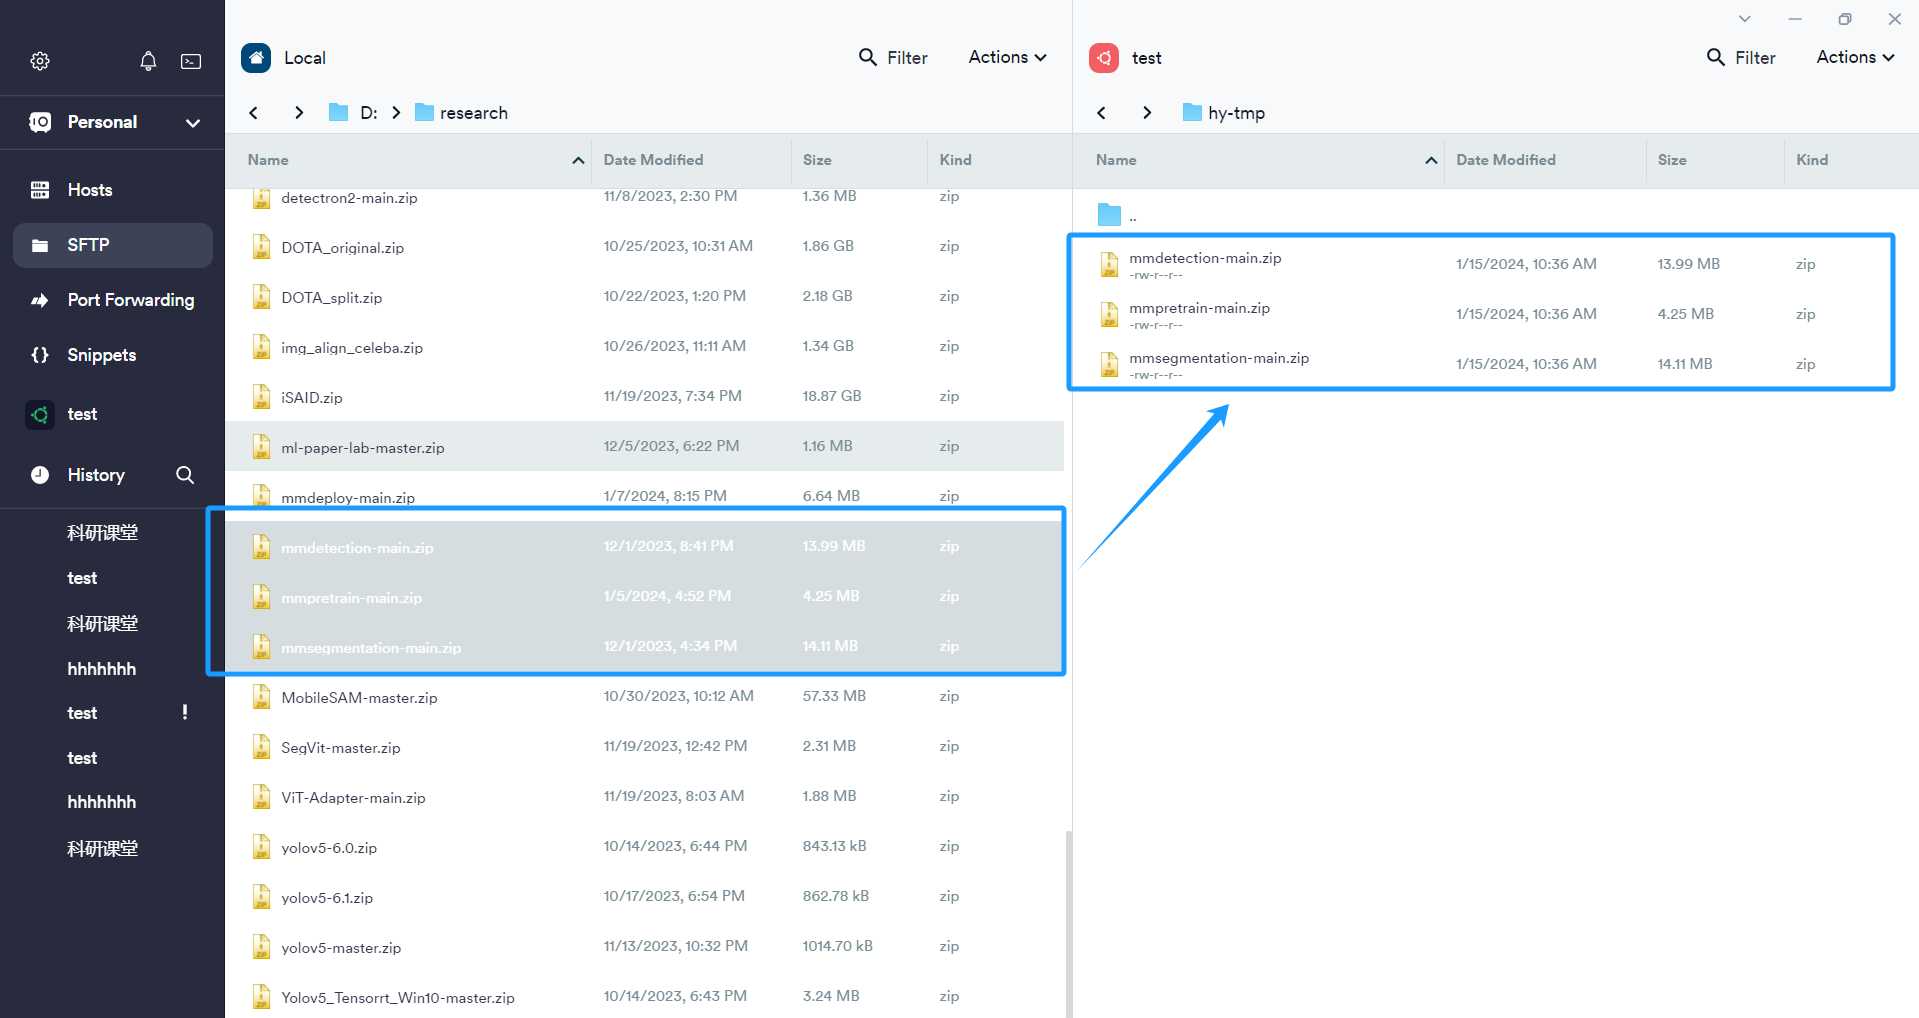 Personal
Hosts
SFTP
Port Forwarding
Snippets
test
History
科研课堂
test
科研课堂
hhhhhhh
test !
test
hhhhhhh
科研课堂
Local
Filter Actions
D: research
Name Date Modified Size Kind
detectron2-main.zip 11/8/2023, 2:30 PM 1.36 MB zip
DOTA_original.zip 10/25/2023, 10:31 AM 1.86 GB zip
DOTA_split.zip 10/22/2023, 1:20 PM 2.18 GB zip
img_align_celeba.zip 10/26/2023, 11:11 AM 1.34 GB zip
iSAID.zip 11/19/2023, 7:34 PM 18.87 GB zip
ml-paper-lab-master.zip 12/5/2023, 6:22 PM 1.16 MB zip
mmdeploy-main.zip 1/7/2024, 8:15 PM 6.64 MB zip
mmdetection-main.zip 12/1/2023, 8:41 PM 13.99 MB zip
mmpretrain-main.zip 1/5/2024, 4:52 PM 4.25 MB zip
mmsegmentation-main.zip 12/1/2023, 4:34 PM 14.11 MB zip
MobileSAM-master.zip 10/30/2023, 10:12 AM 57.33 MB zip
SegVit-master.zip 11/19/2023, 12:42 PM 2.31 MB zip
ViT-Adapter-main.zip 11/19/2023, 8:03 AM 1.88 MB zip
yolov5-6.0.zip 10/14/2023, 6:44 PM 843.13 kB zip
yolov5-6.1.zip 10/17/2023, 6:54 PM 862.78 kB zip
yolov5-master.zip 11/13/2023, 10:32 PM 1014.70 kB zip
Yolov5_Tensorrt_Win10-master.zip 10/14/2023, 6:43 PM 3.24 MB zip
test
Filter Actions
hy-tmp
Name Date Modified Size Kind
..
mmdetection-main.zip 1/15/2024, 10:36 AM 13.99 MB zip
-rw-r--r--
mmpretrain-main.zip 1/15/2024, 10:36 AM 4.25 MB zip
-rw-r--r--
mmsegmentation-main.zip 1/15/2024, 10:36 AM 14.11 MB zip
-rw-r--r--